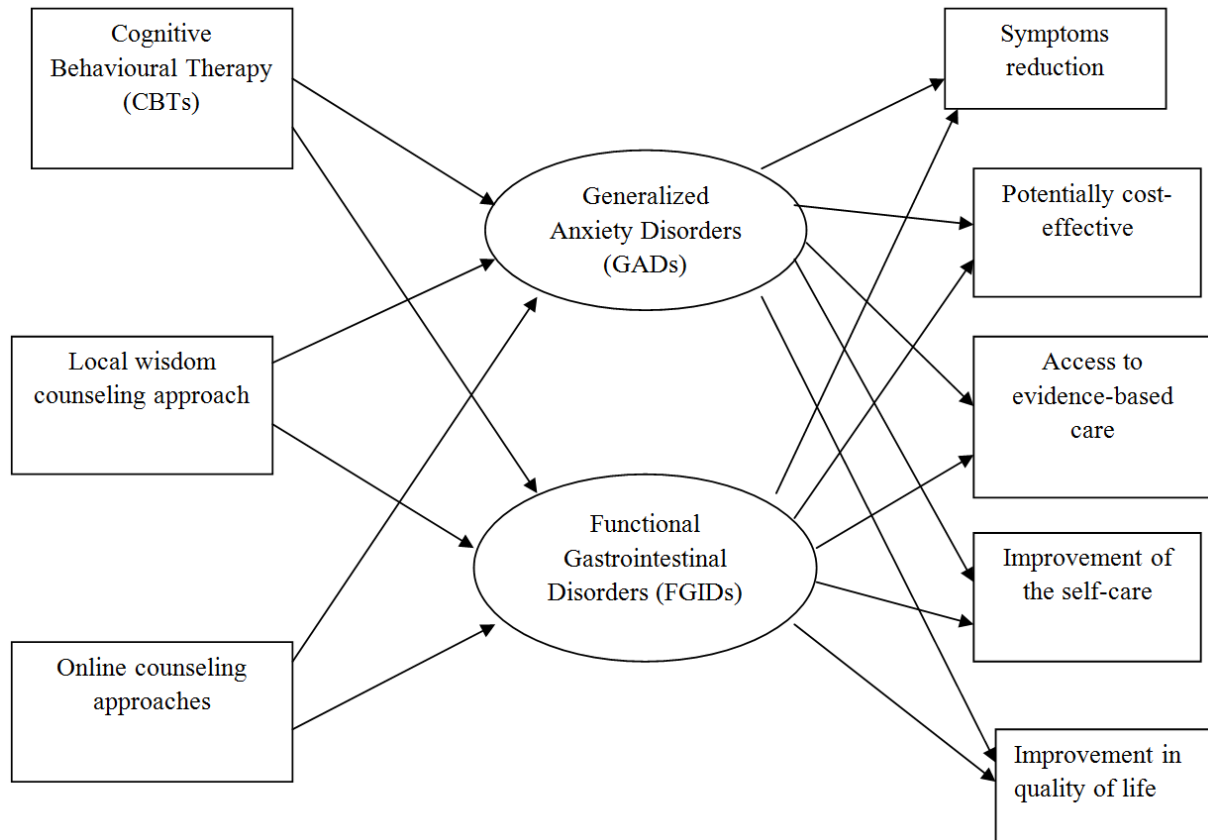 Cognitive
Behavioural Therapy
(CBTs)
Local wisdom
counseling approach
Online counseling
approaches
Generalized
Anxiety Disorders
(GADs)
Functional
Gastrointestinal
Disorders (FGIDs)
Symptoms
reduction
Potentially cost-
effective
Access to
evidence-based
care
Improvement of
the self-care
Improvement in
quality of life